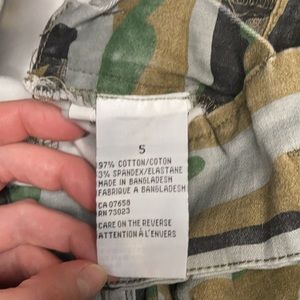 5
97% COTTON/COTON
3% SPANDEX/ELASTANE
MADE IN BANGLADESH
FABRIQUE A BANGLADESH
CA 07658
RN 73023
CARE ON THE REVERSE
ATTENTION À L'ENVERS